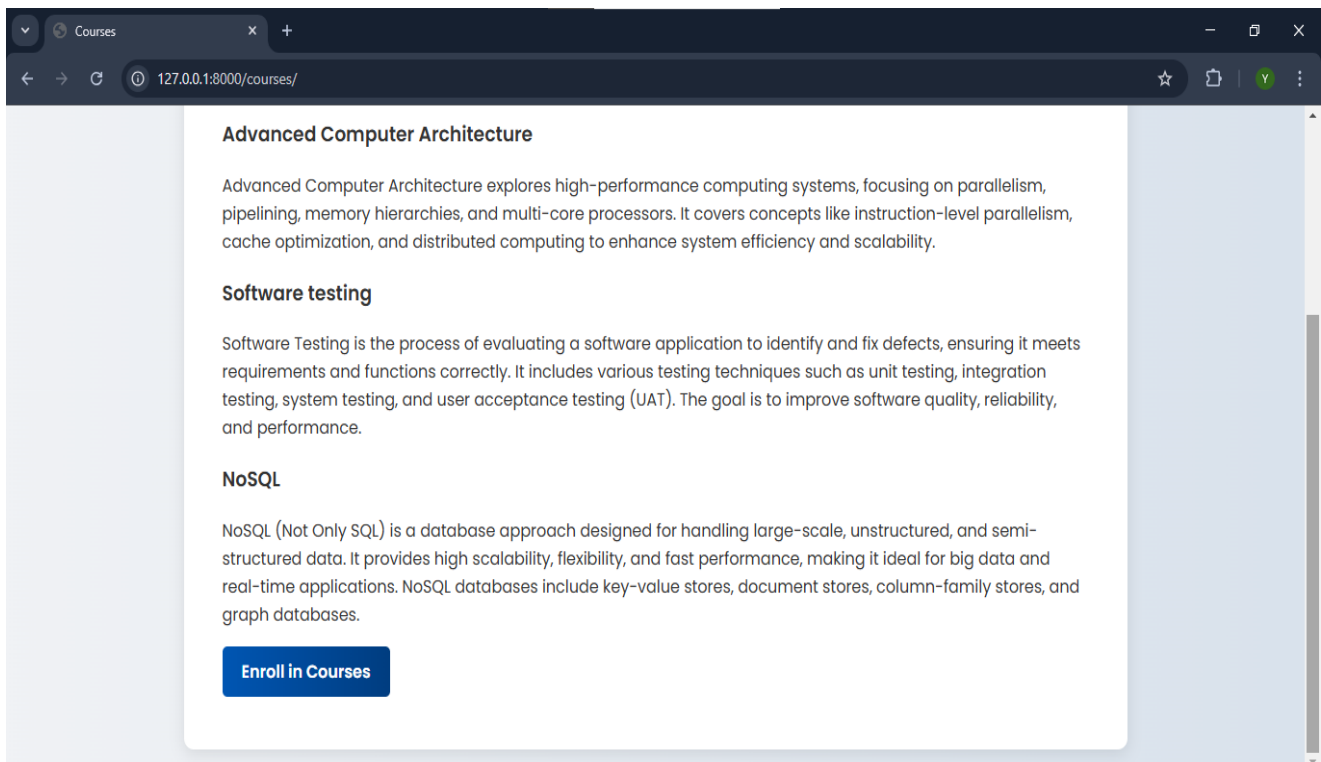 Courses
127.0.0.1:8000/courses/
Y
Advanced Computer Architecture
Advanced Computer Architecture explores high-performance computing systems, focusing on parallelism,
pipelining, memory hierarchies, and multi-core processors. It covers concepts like instruction-level parallelism,
cache optimization, and distributed computing to enhance system efficiency and scalability.
Software testing
Software Testing is the process of evaluating a software application to identify and fix defects, ensuring it meets
requirements and functions correctly. It includes various testing techniques such as unit testing, integration
testing, system testing, and user acceptance testing (UAT). The goal is to improve software quality, reliability,
and performance.
NoSQL
NoSQL (Not Only SQL) is a database approach designed for handling large-scale, unstructured, and semi-
structured data. It provides high scalability, flexibility, and fast performance, making it ideal for big data and
real-time applications. NoSQL databases include key-value stores, document stores, column-family stores, and
graph databases.
Enroll in Courses